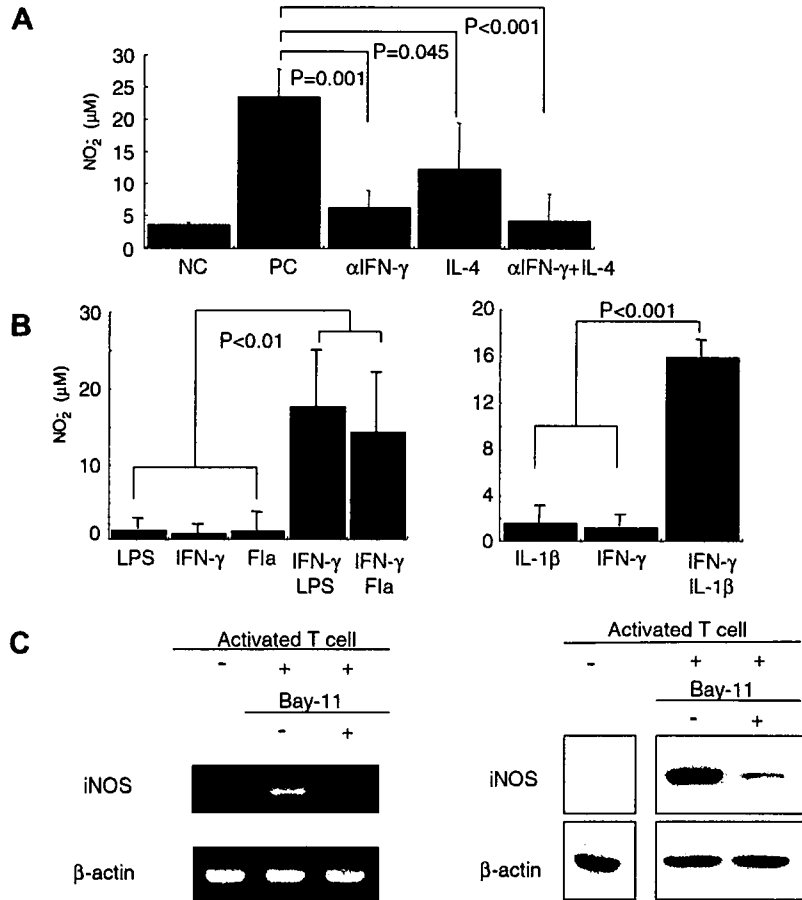 A
P<0.001
P=0.045
P=0.001
NO₂⁻ (μM)
35
30
25
20
15
10
5
0
NC PC αIFN-γ IL-4 αIFN-γ+IL-4
B
P<0.01
NO₂⁻ (μM)
30
20
10
0
LPS IFN-γ Fla IFN-γ LPS IFN-γ Fla
P<0.001
20
16
12
8
4
0
IL-1β IFN-γ IFN-γ IL-1β
C
Activated T cell
- + +
Bay-11
- +
iNOS
β-actin
Activated T cell
- + +
Bay-11
- +
iNOS
β-actin